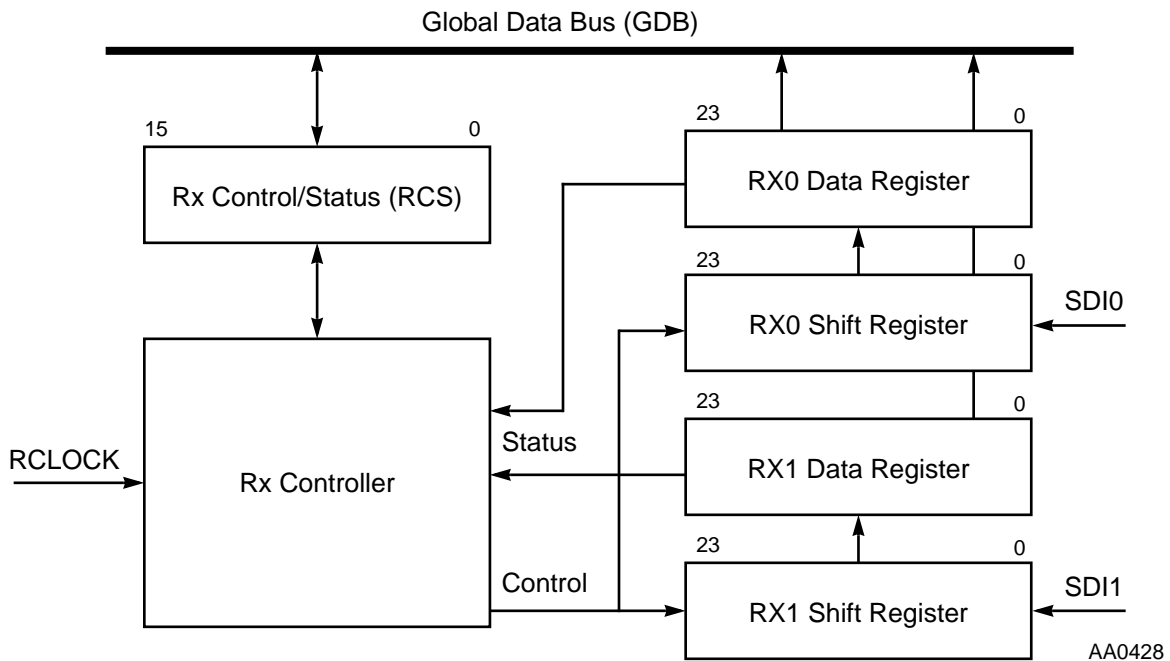 Global Data Bus (GDB)
15 0
Rx Control/Status (RCS)
23 0
RX0 Data Register
23 0
RX0 Shift Register
SDI0
23 0
RX1 Data Register
Status
RCLOCK
Rx Controller
23 0
Control
RX1 Shift Register
SDI1
AA0428